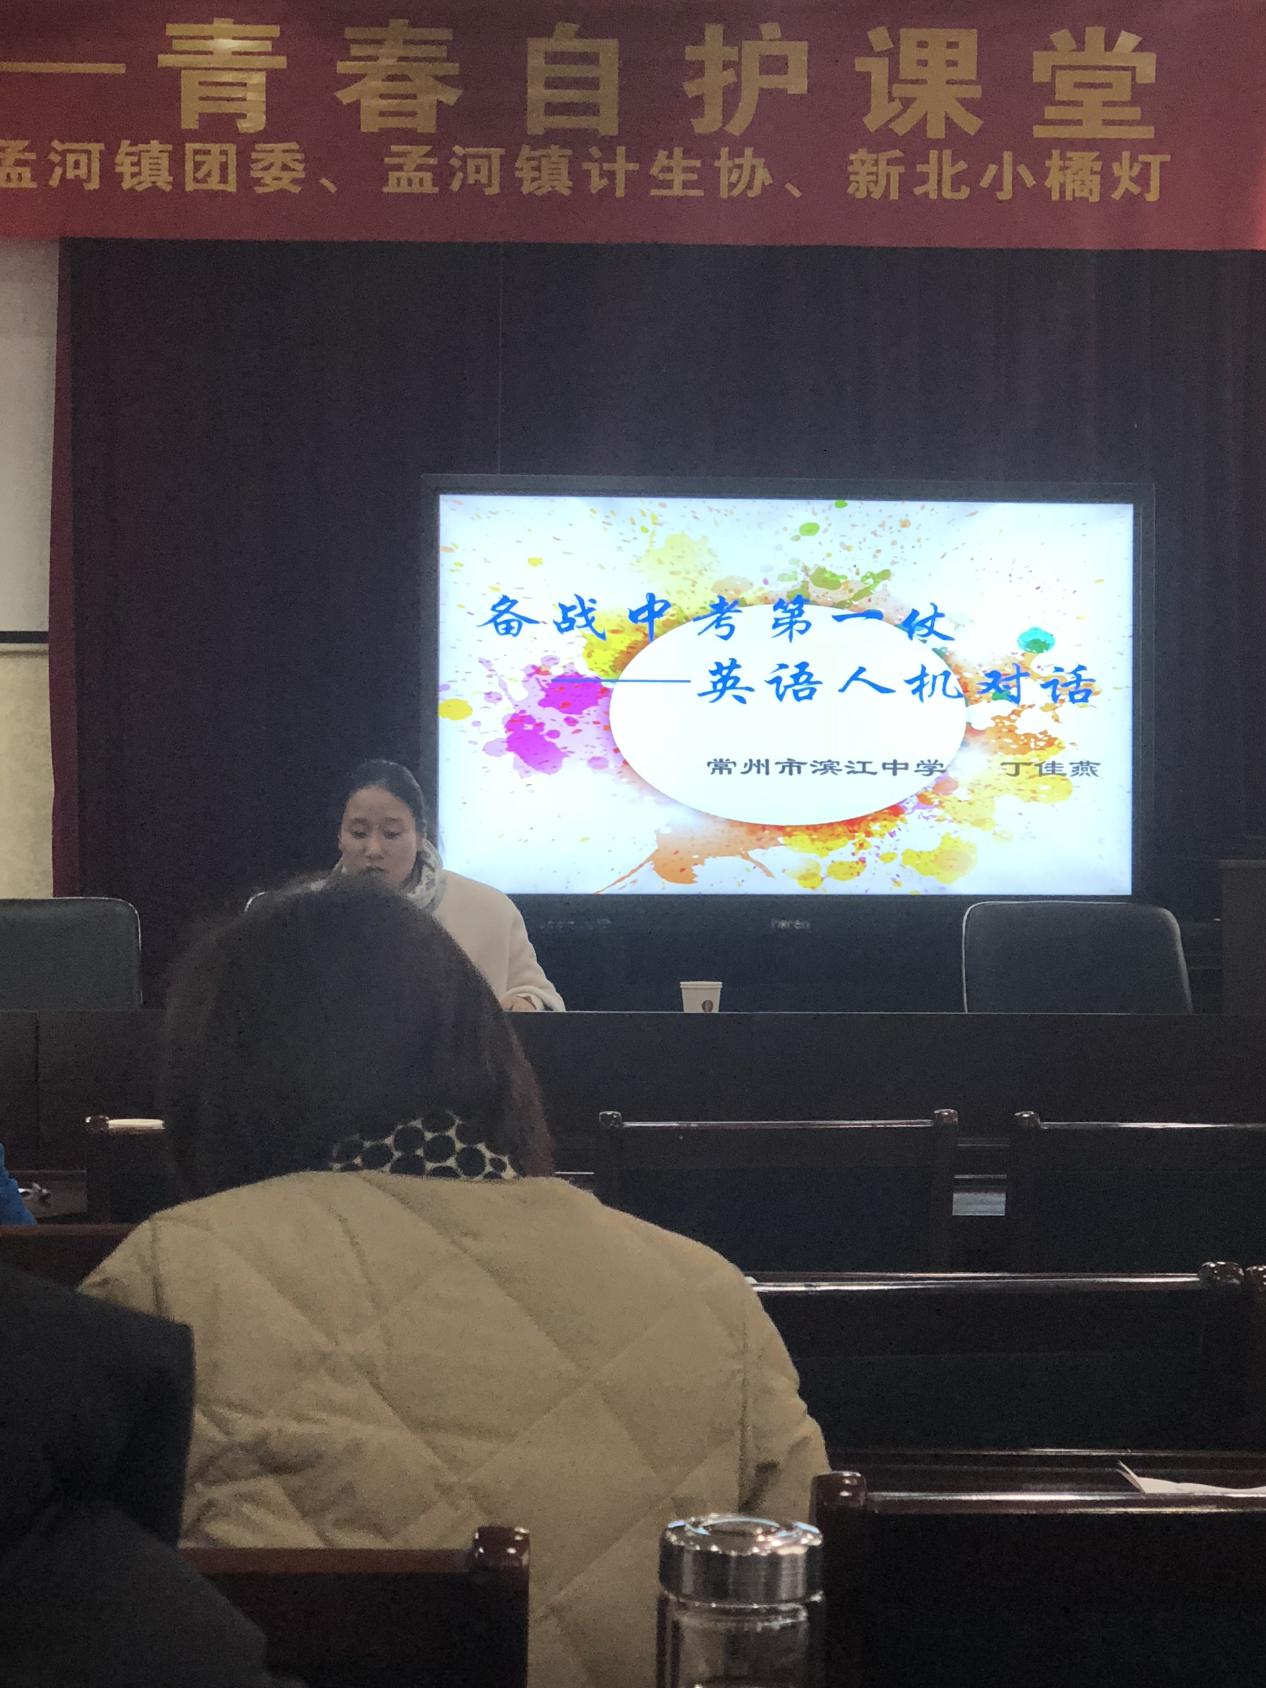 ——青春自护课堂
孟河镇团委、孟河镇计生协、新北小橘灯
备战中考第一仗
——英语人机对话
常州市滨江中学 丁佳燕